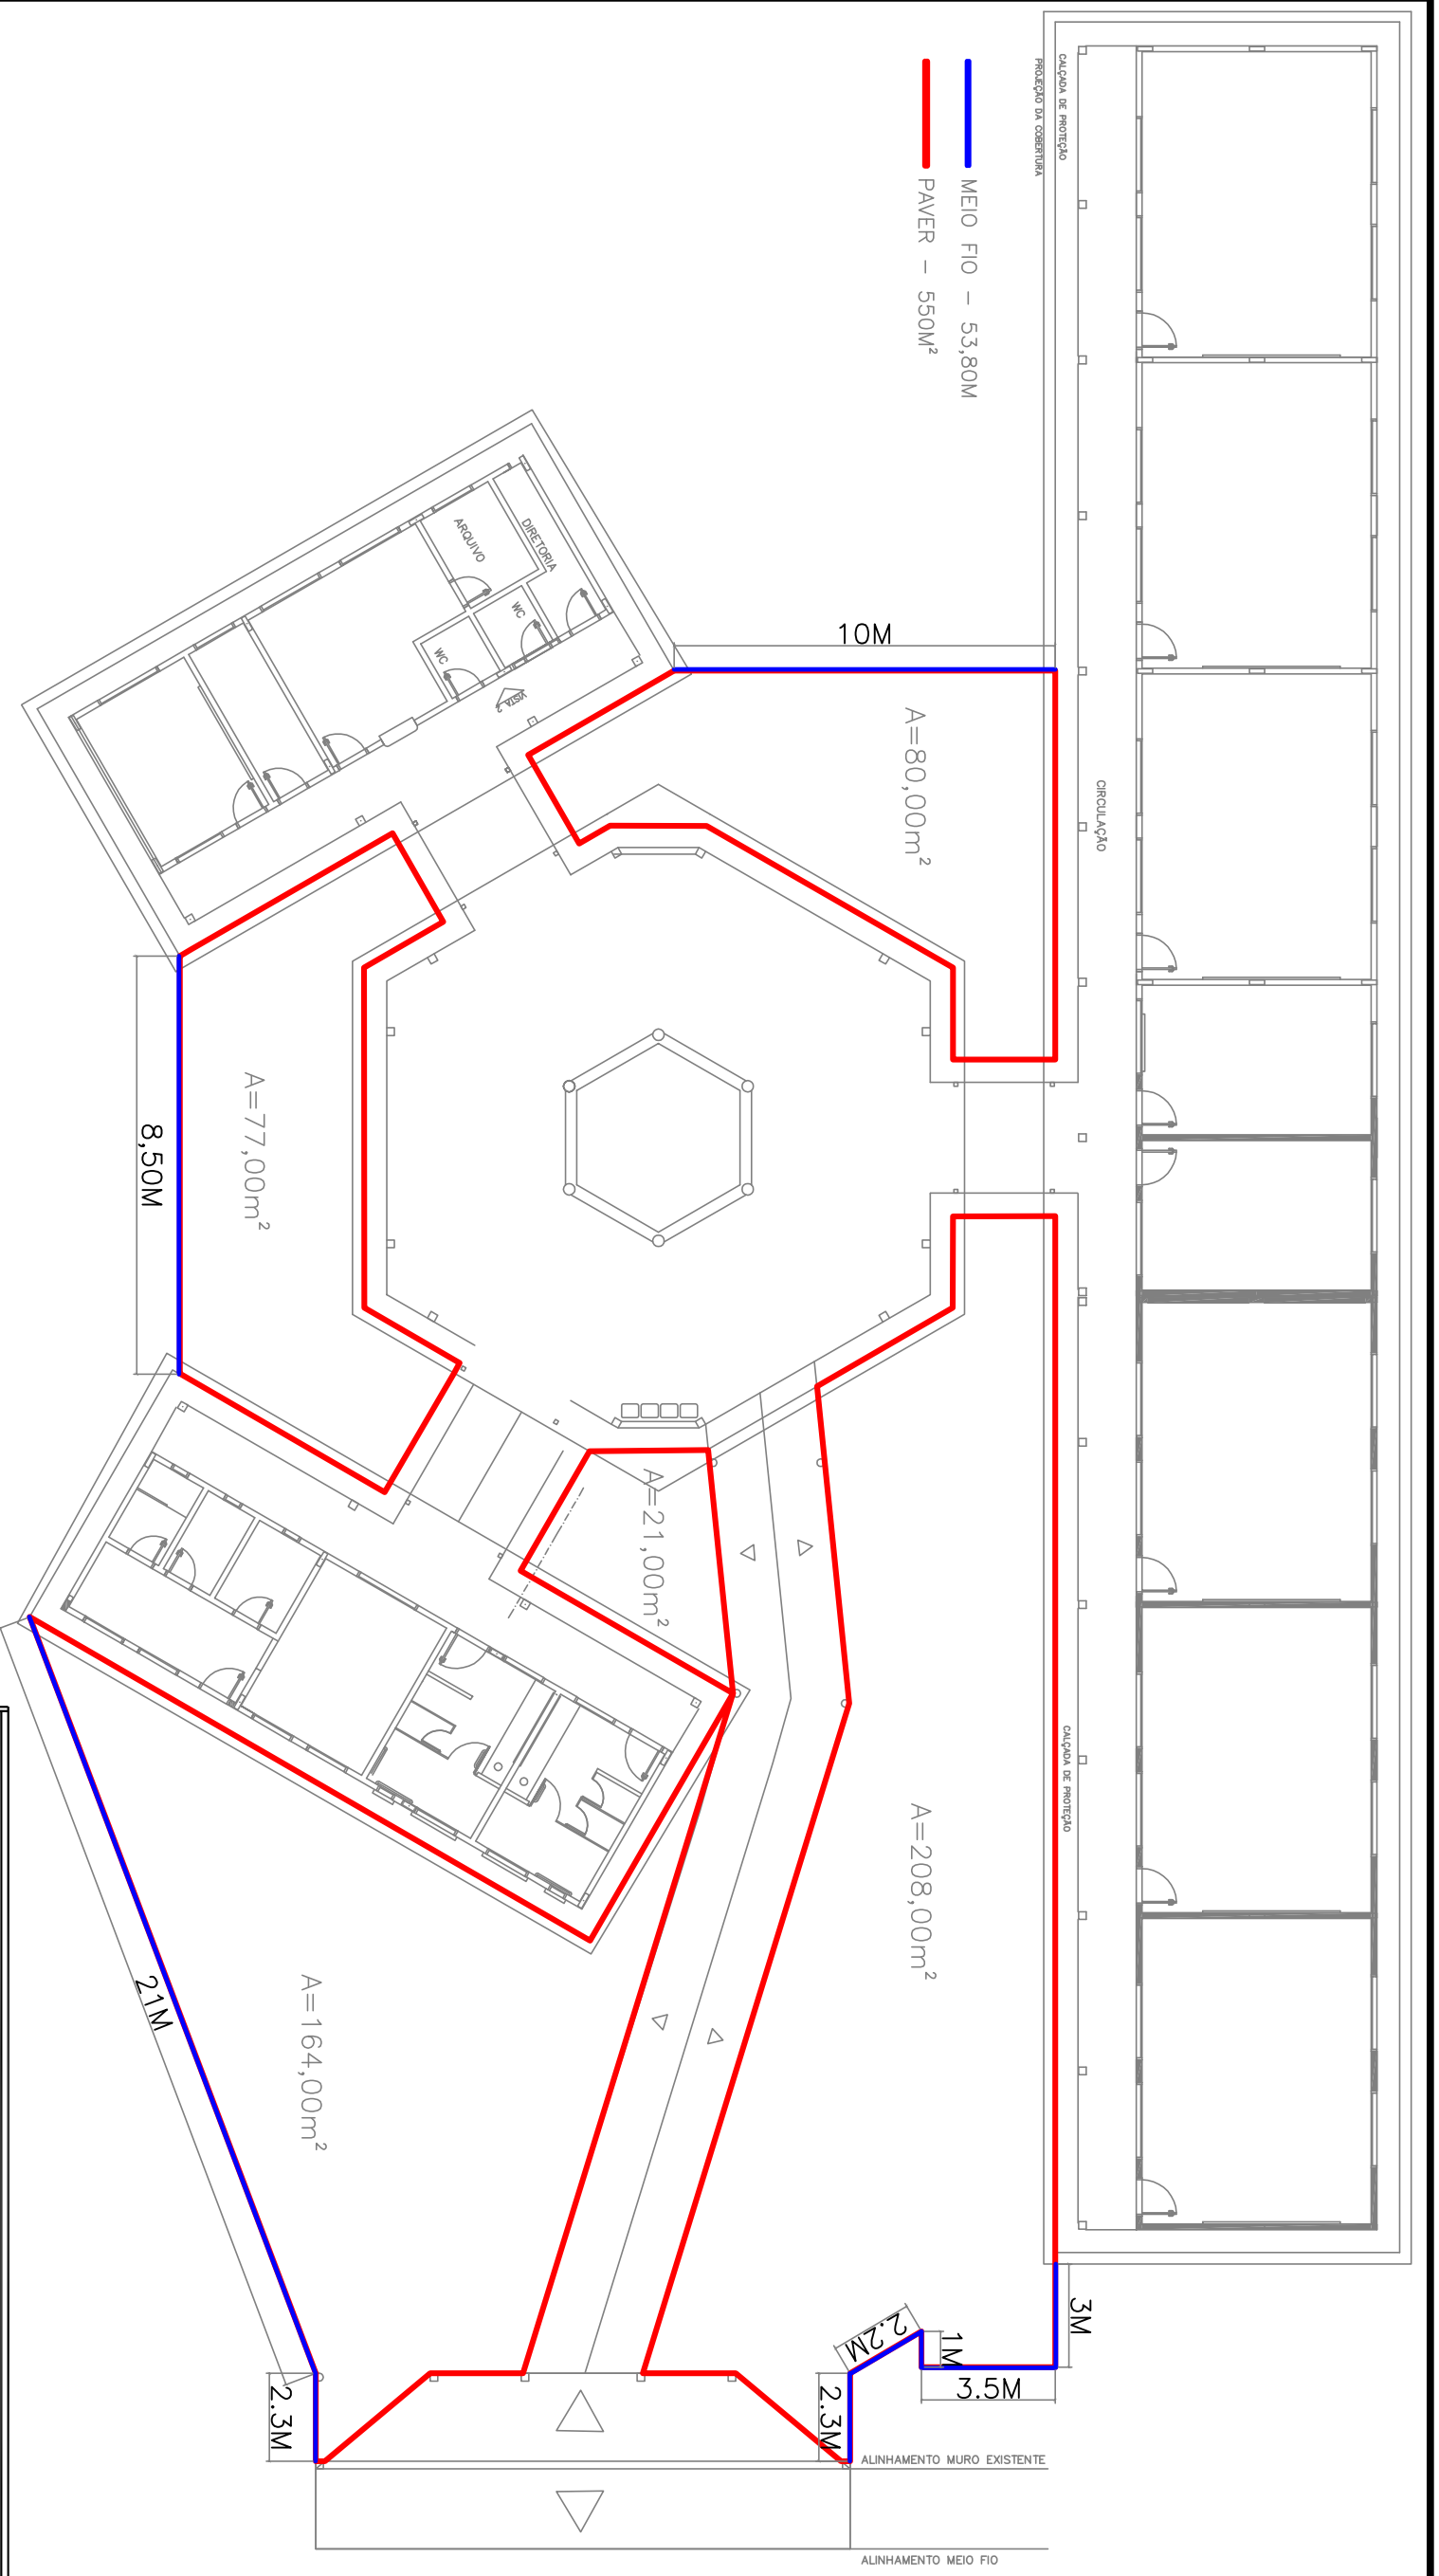 CALÇADA DE PROTEÇÃO
PROJEÇÃO DA COBERTURA
MEIO FIO - 53,80M
PAVER - 550M²
DIRETORIA
ARQUIVO
WC
WC
VISTA
10M
A=80,00m²
CIRCULAÇÃO
8,50M
A=77,00m²
A=21,00m²
CALÇADA DE PROTEÇÃO
A=208,00m²
21M
A=164,00m²
3M
1M
2.2M
3.5M
2.3M
2.3M
ALINHAMENTO MURO EXISTENTE
ALINHAMENTO MEIO FIO